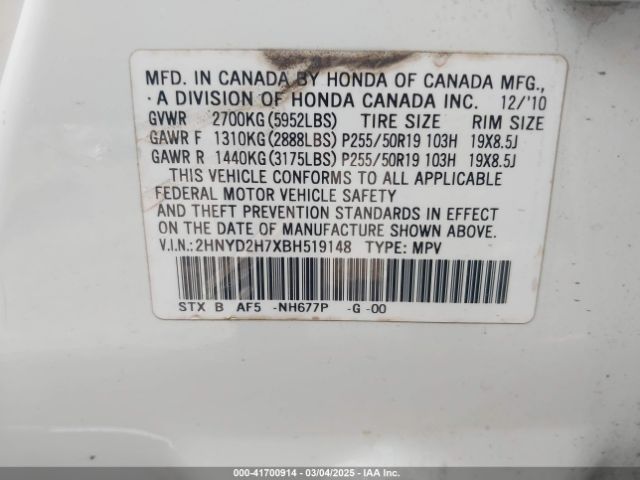 MFD. IN CANADA BY HONDA OF CANADA MFG.,
A DIVISION OF HONDA CANADA INC. 12/'10
GVWR 2700KG(5952LBS) TIRE SIZE RIM SIZE
GAWR F 1310KG(2888LBS) P255/50R19 103H 19X8.5J
GAWR R 1440KG(3175LBS) P255/50R19 103H 19X8.5J
THIS VEHICLE CONFORMS TO ALL APPLICABLE
FEDERAL MOTOR VEHICLE SAFETY
AND THEFT PREVENTION STANDARDS IN EFFECT
ON THE DATE OF MANUFACTURE SHOWN ABOVE.
V.I.N.:2HNYD2H7XBH519148 TYPE: MPV
STX B AF5 -NH677P -G -00
000-41700914 - 03/04/2025 - IAA Inc.